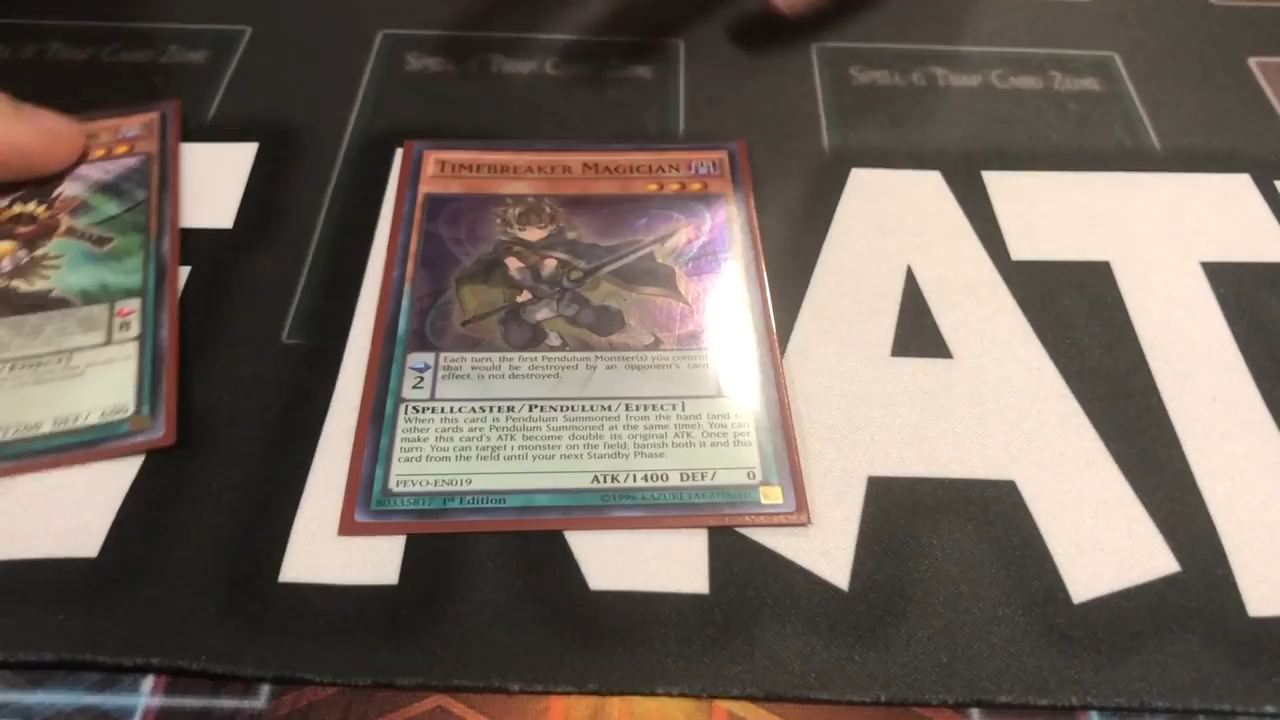 Spell & Trap Card Zone
Spell & Trap Card Zone
Spell & Trap Card Zone
Timebreaker Magician
Each turn, the first Pendulum Monster(s) you control
that would be destroyed by an opponent's card
effect, is not destroyed.
2
[SPELLCASTER/PENDULUM/EFFECT]
When this card is Pendulum Summoned from the hand (and no
other cards are Pendulum Summoned at the same time): You can
make this card's ATK become double its original ATK. Once per
turn: You can target 1 monster on the field; banish both it and this
card from the field until your next Standby Phase.
PEVO-EN019
ATK/1400 DEF/ 0
80335817 1st Edition
©1996 KAZUKI TAKAHASHI
8
AT